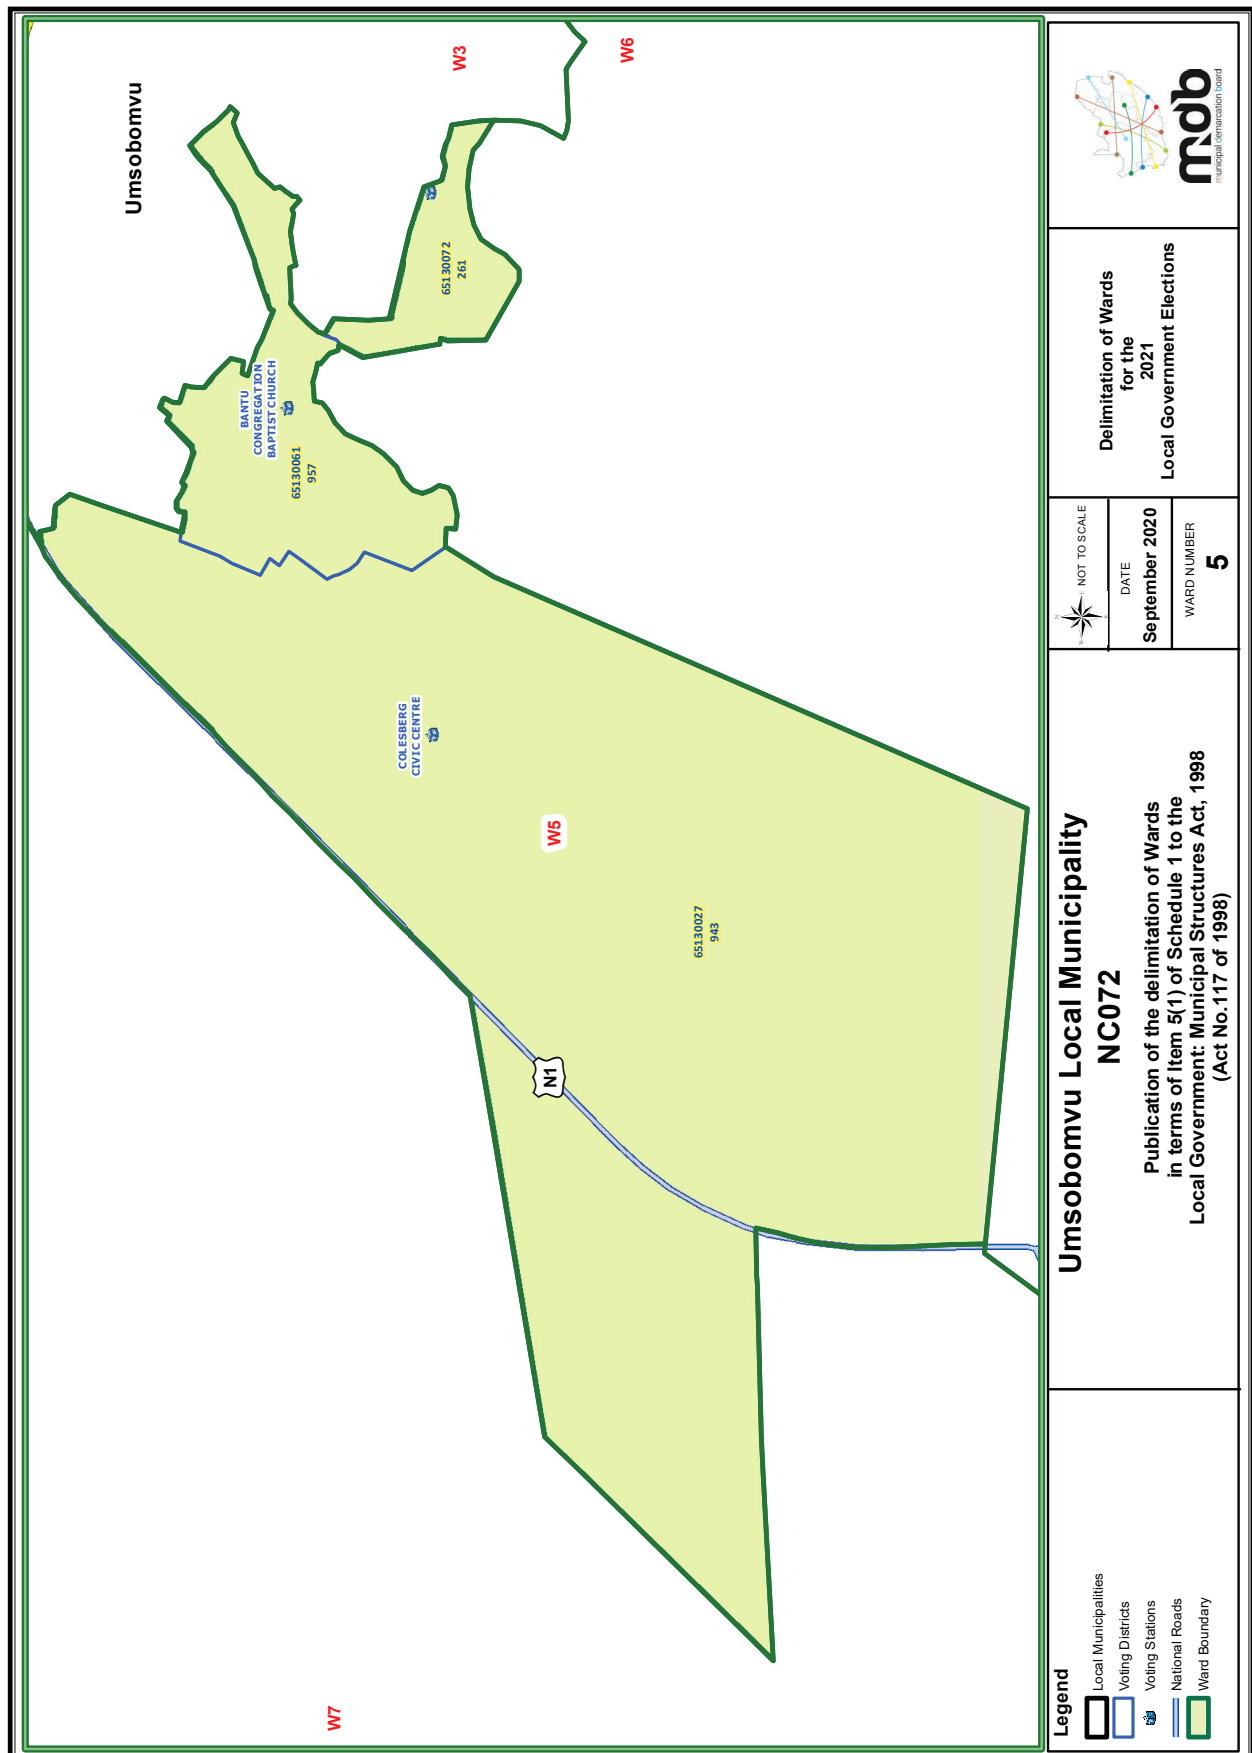 Umsobomvu
W3
W6
W7
BANTU
CONGREGATION
BAPTIST CHURCH
65130061
957
65130072
261
COLESBERG
CIVIC CENTRE
W5
65130027
943
N1
Legend
Local Municipalities
Voting Districts
Voting Stations
National Roads
Ward Boundary
Umsobomvu Local Municipality
NC072
Publication of the delimitation of Wards
in terms of Item 5(1) of Schedule 1 to the
Local Government: Municipal Structures Act, 1998
(Act No.117 of 1998)
N
W E
S
NOT TO SCALE
DATE
September 2020
WARD NUMBER
5
Delimitation of Wards
for the
2021
Local Government Elections
mdb
municipal demarcation board